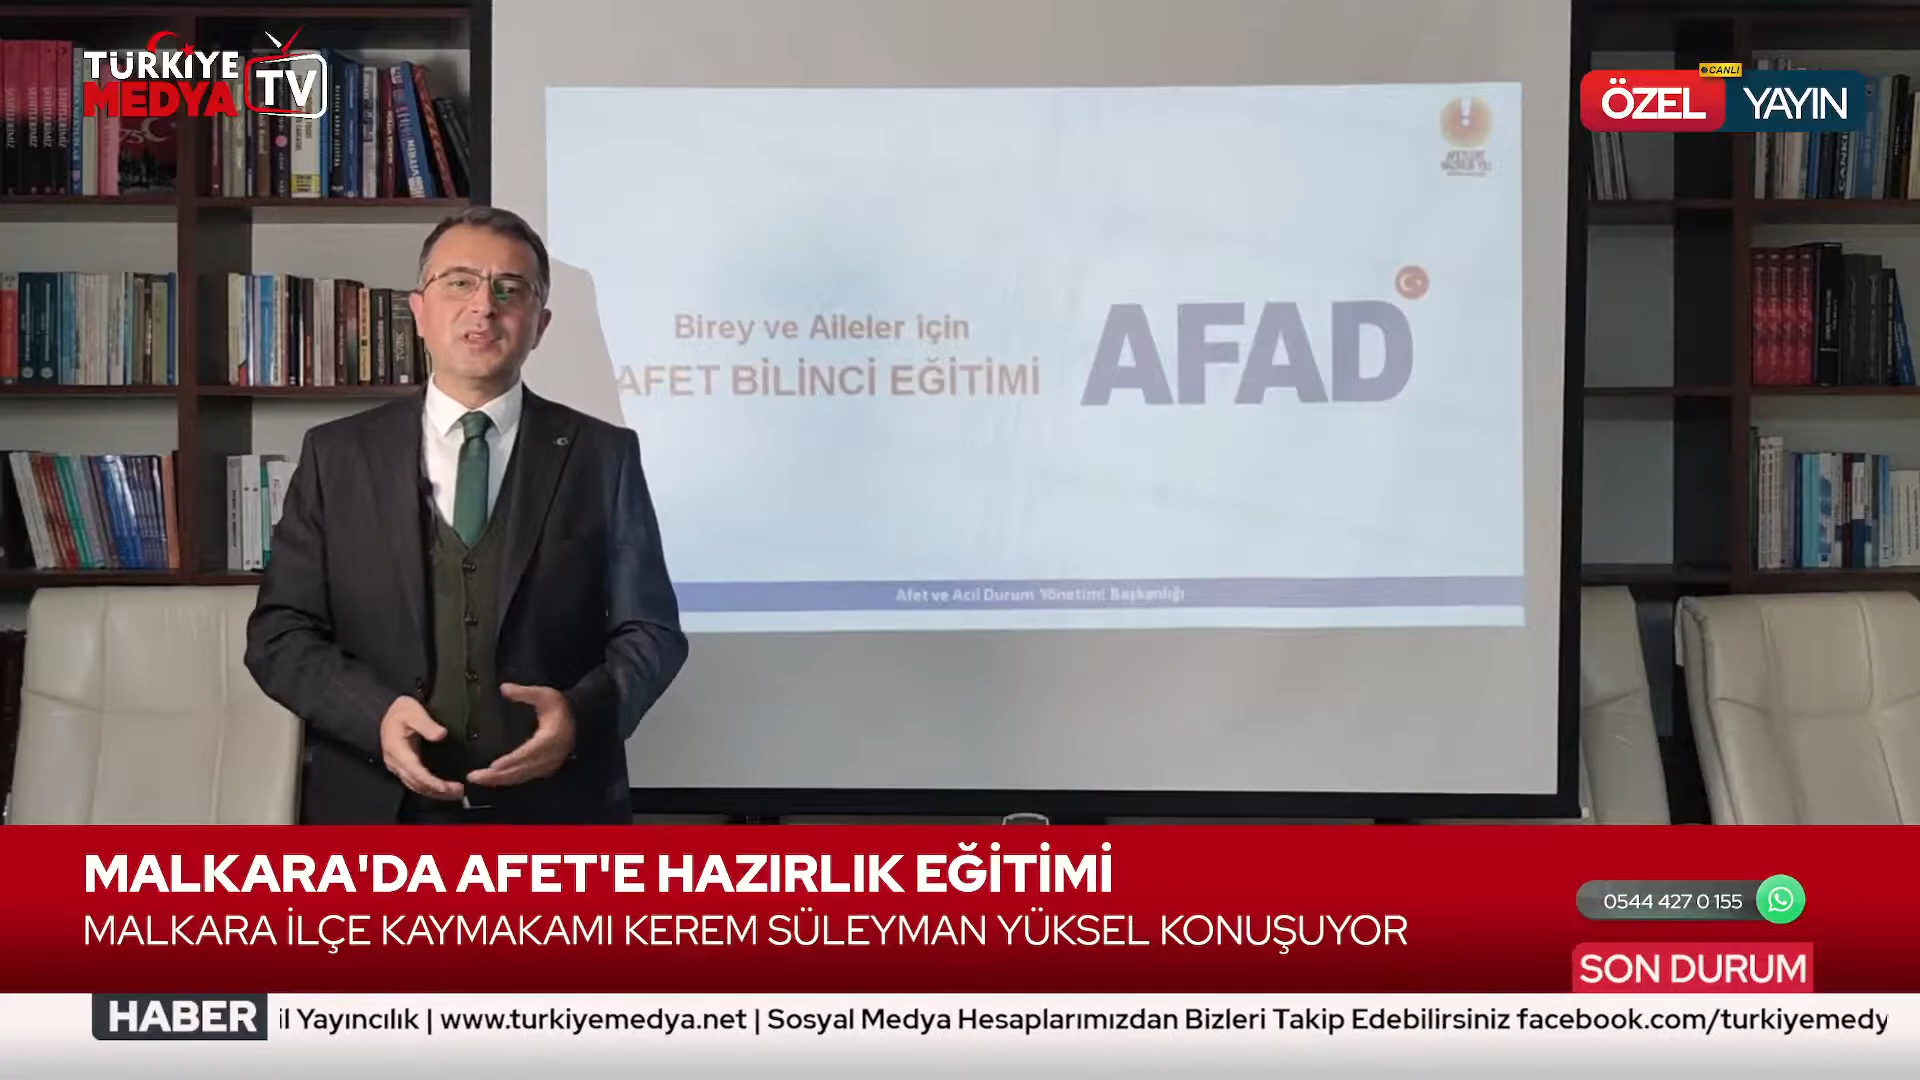 TÜRKİYE
MEDYA TV
CANLI
ÖZEL YAYIN
Birey ve Aileler için
AFET BİLİNCİ EĞİTİMİ
AFAD
Afet ve Acil Durum Yönetimi Başkanlığı
MALKARA'DA AFET'E HAZIRLIK EĞİTİMİ
MALKARA İLÇE KAYMAKAMI KEREM SÜLEYMAN YÜKSEL KONUŞUYOR
0544 427 0 155
SON DURUM
HABER
il Yayıncılık | www.turkiyemedya.net | Sosyal Medya Hesaplarımızdan Bizleri Takip Edebilirsiniz facebook.com/turkiyemedy